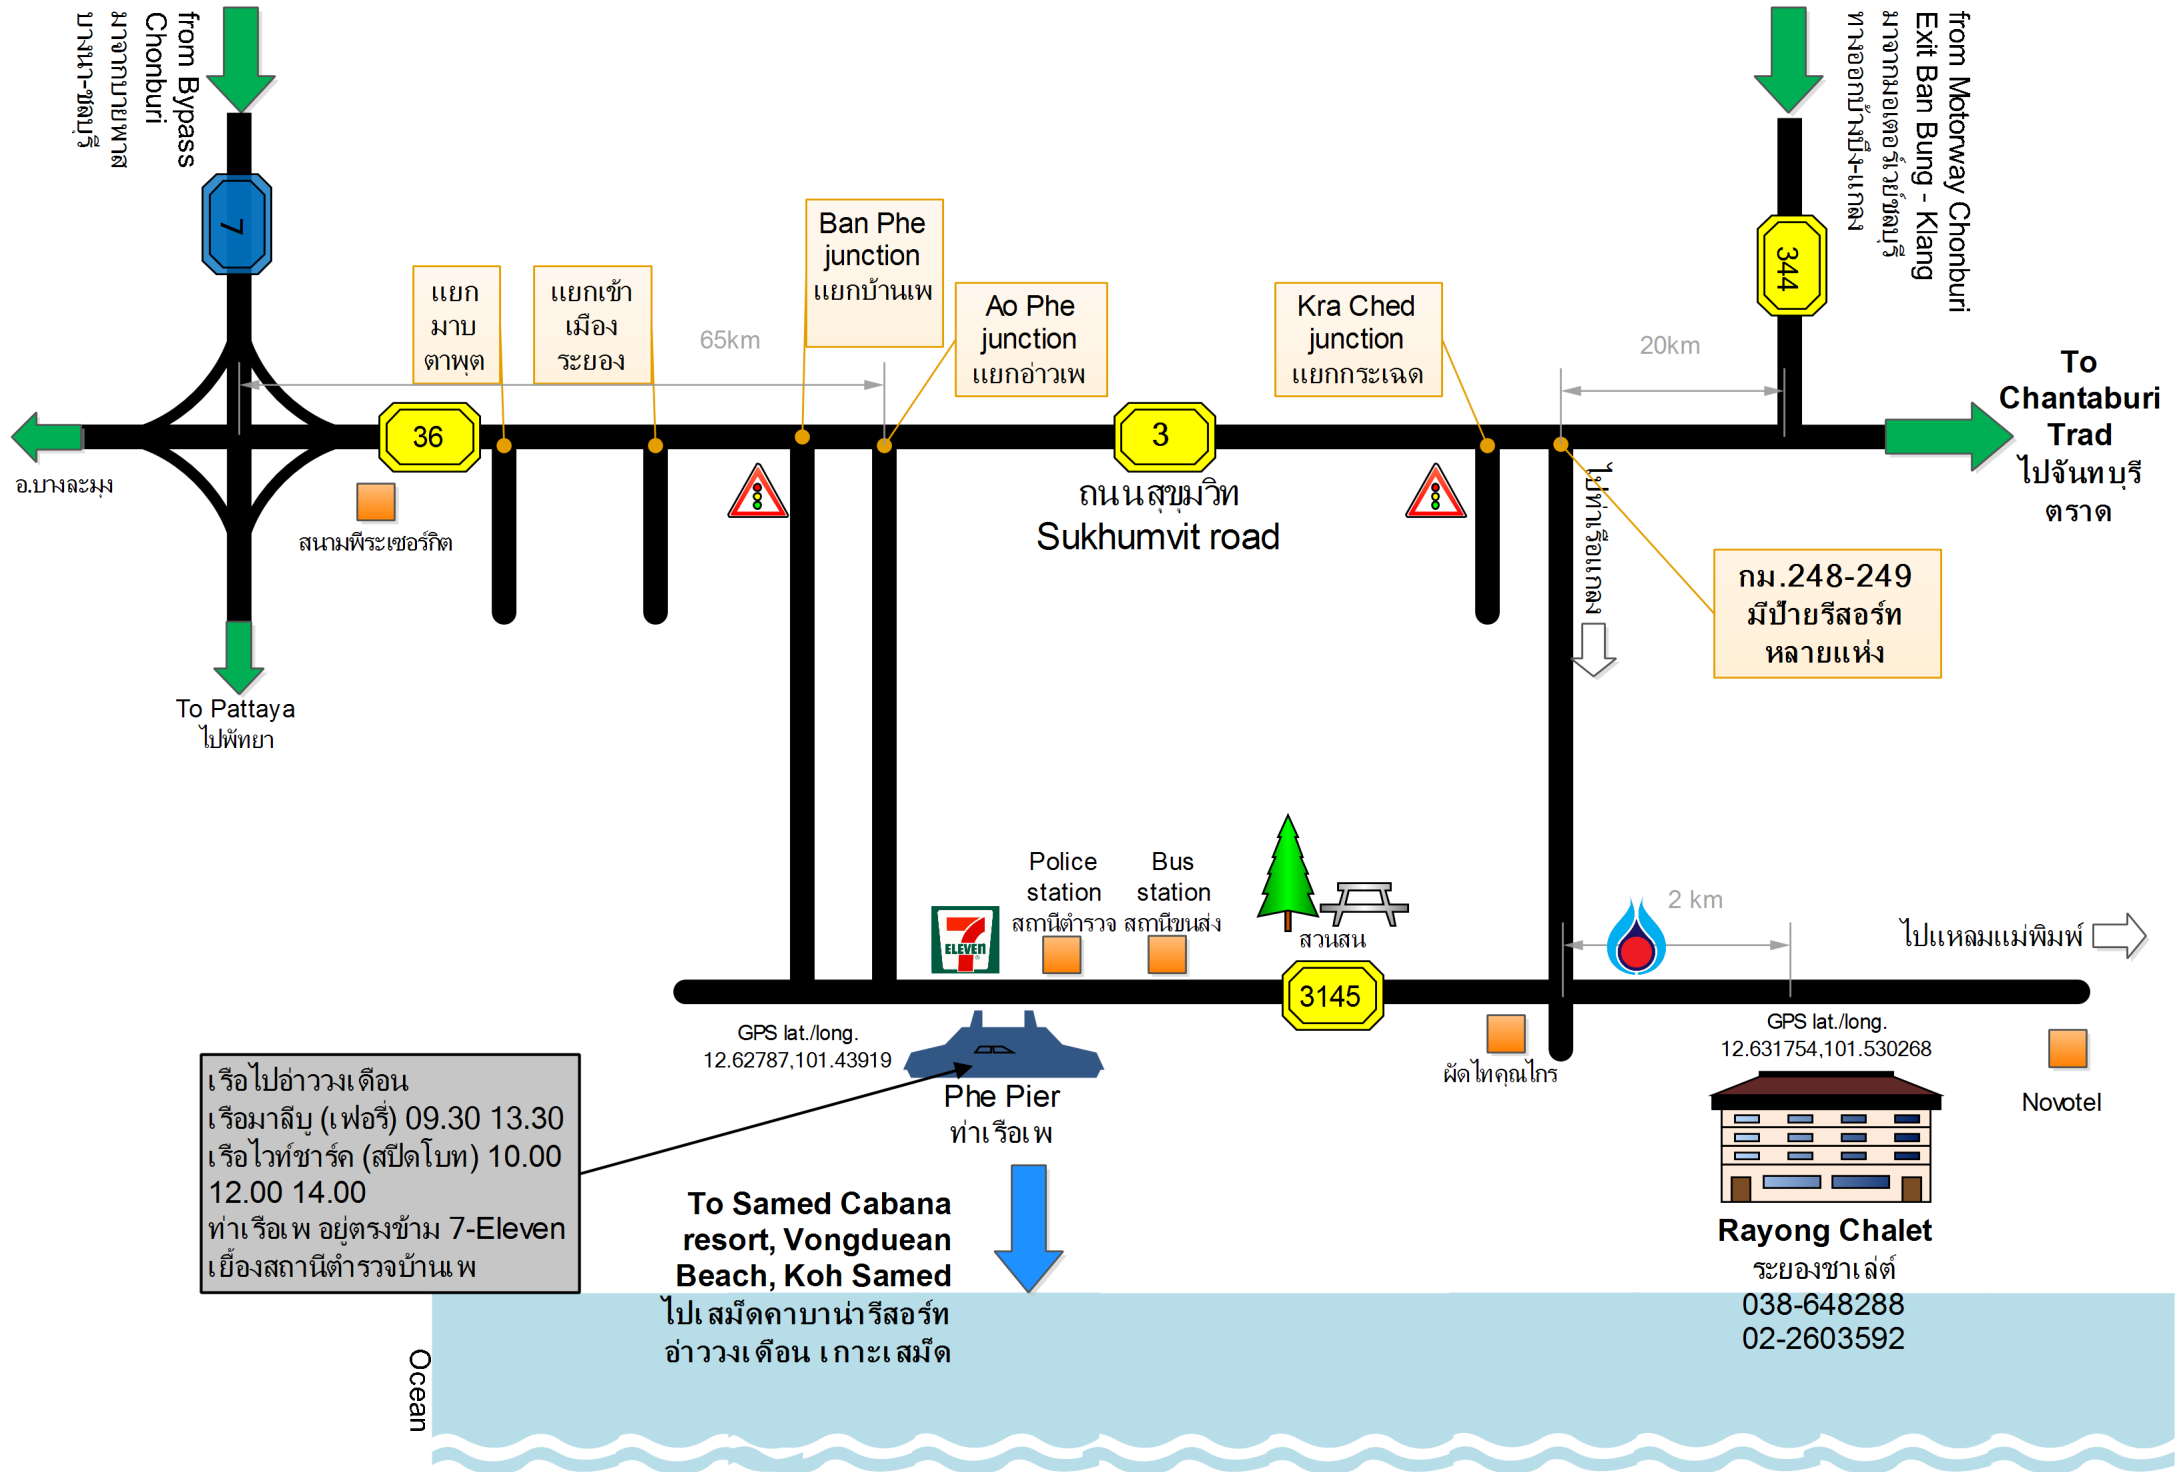 from Bypass
Chonburi
มาจากบายพาส
บางนา-ชลบุรี
7
from Motorway Chonburi
Exit Ban Bung - Klang
มาจากมอเตอร์เวย์ชลบุรี
ทางออกบ้านบึง-แกลง
344
แยก
มาบ
ตาพุต
แยกเข้า
เมือง
ระยอง
65km
Ban Phe
junction
แยกบ้านเพ
Ao Phe
junction
แยกอ่าวเพ
Kra Ched
junction
แยกกระเฉด
20km
To
Chantaburi
Trad
ไปจันทบุรี
ตราด
36
3
อ.บางละมุง
สนามพีระเซอร์กิต
ถนนสุขุมวิท
Sukhumvit road
ไปท่าเรือแกลง
กม.248-249
มีป้ายรีสอร์ท
หลายแห่ง
To Pattaya
ไปพัทยา
7
ELEVEN
Police
station
สถานีตำรวจ
Bus
station
สถานีขนส่ง
สวนสน
2 km
ไปแหลมแม่พิมพ์
3145
GPS lat./long.
12.62787,101.43919
Phe Pier
ท่าเรือเพ
ผัดไทคุณไกร
GPS lat./long.
12.631754,101.530268
Novotel
เรือไปอ่าววงเดือน
เรือมาลีบู (เฟอรี่) 09.30 13.30
เรือไวท์ชาร์ค (สปีดโบท) 10.00
12.00 14.00
ท่าเรือเพ อยู่ตรงข้าม 7-Eleven
เยื้องสถานีตำรวจบ้านเพ
To Samed Cabana
resort, Vongduean
Beach, Koh Samed
ไปเสม็ดคาบาน่ารีสอร์ท
อ่าววงเดือน เกาะเสม็ด
Rayong Chalet
ระยองชาเล่ต์
038-648288
02-2603592
Ocean